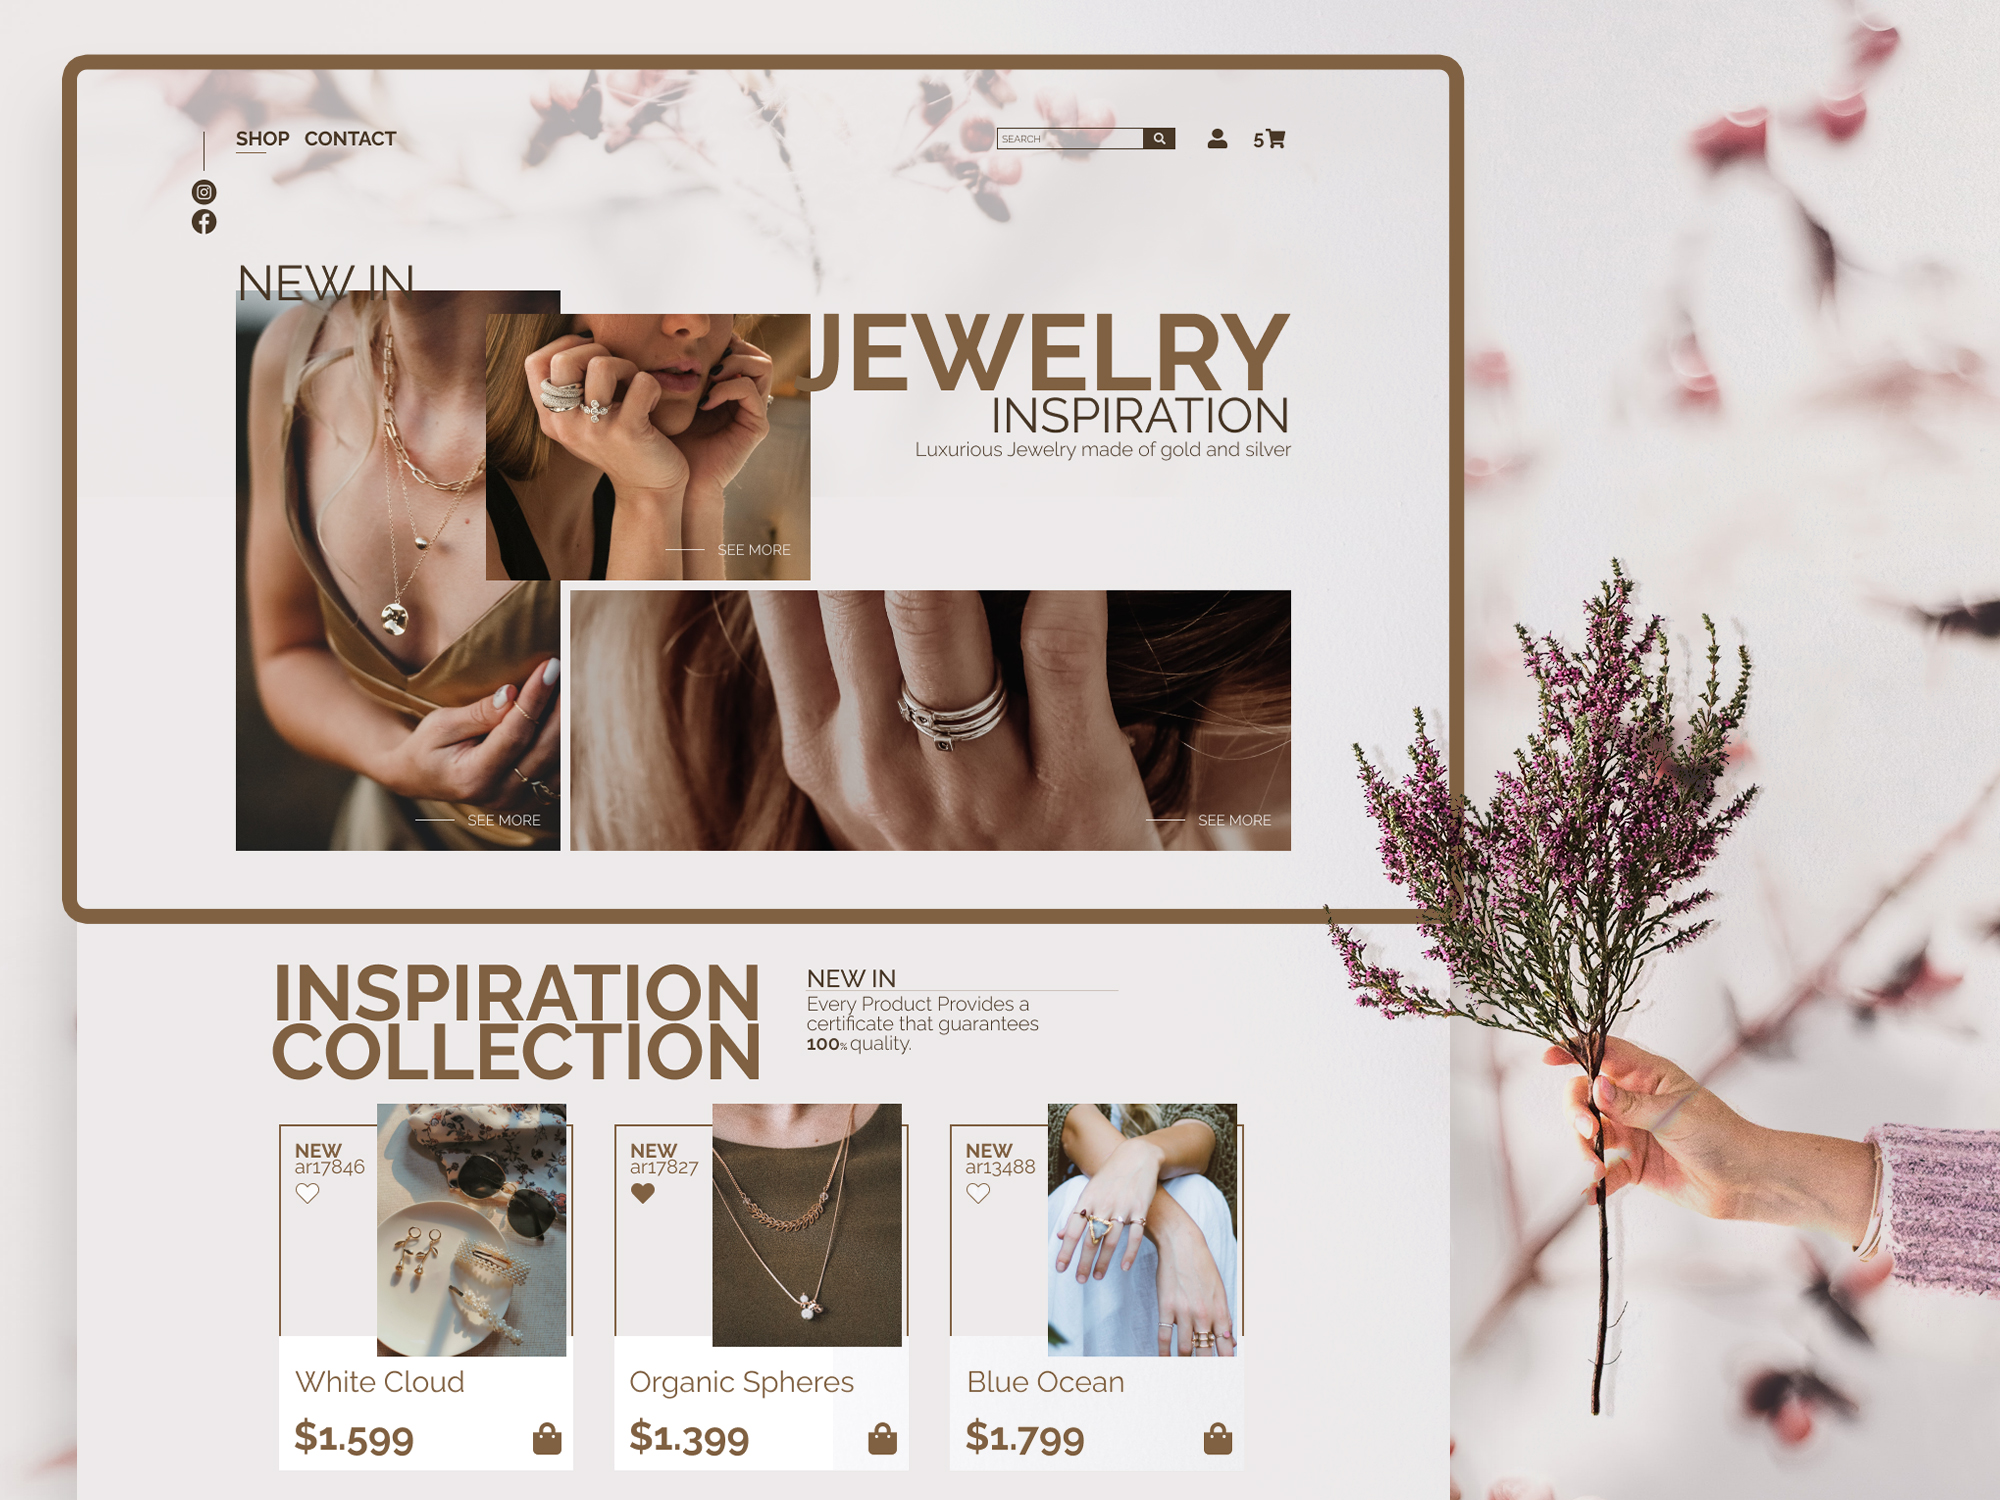 SHOP CONTACT
SEARCH
5
NEW IN
JEWELRY
INSPIRATION
Luxurious Jewelry made of gold and silver
SEE MORE
SEE MORE
SEE MORE
INSPIRATION
COLLECTION
NEW IN
Every Product Provides a
certificate that guarantees
100% quality.
NEW
ar17846
White Cloud
$1.599
NEW
ar17827
Organic Spheres
$1.399
NEW
ar13488
Blue Ocean
$1.799